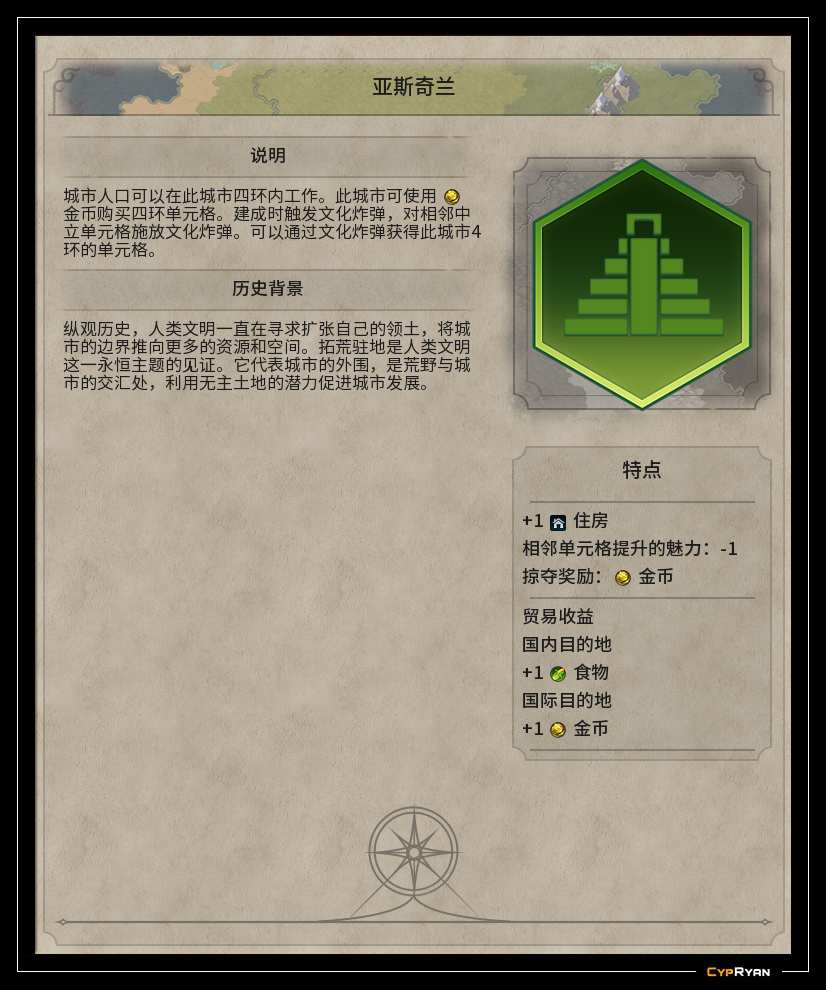 亚斯奇兰
说明
城市人口可以在此城市四环内工作。此城市可使用
金币购买四环单元格。建成时触发文化炸弹，对相邻中
立单元格施放文化炸弹。可以通过文化炸弹获得此城市4
环的单元格。
历史背景
纵观历史，人类文明一直在寻求扩张自己的领土，将城
市的边界推向更多的资源和空间。拓荒驻地是人类文明
这一永恒主题的见证。它代表城市的外围，是荒野与城
市的交汇处，利用无主土地的潜力促进城市发展。
特点
+1 住房
相邻单元格提升的魅力：-1
掠夺奖励： 金币
贸易收益
国内目的地
+1 食物
国际目的地
+1 金币
CYPRYAN